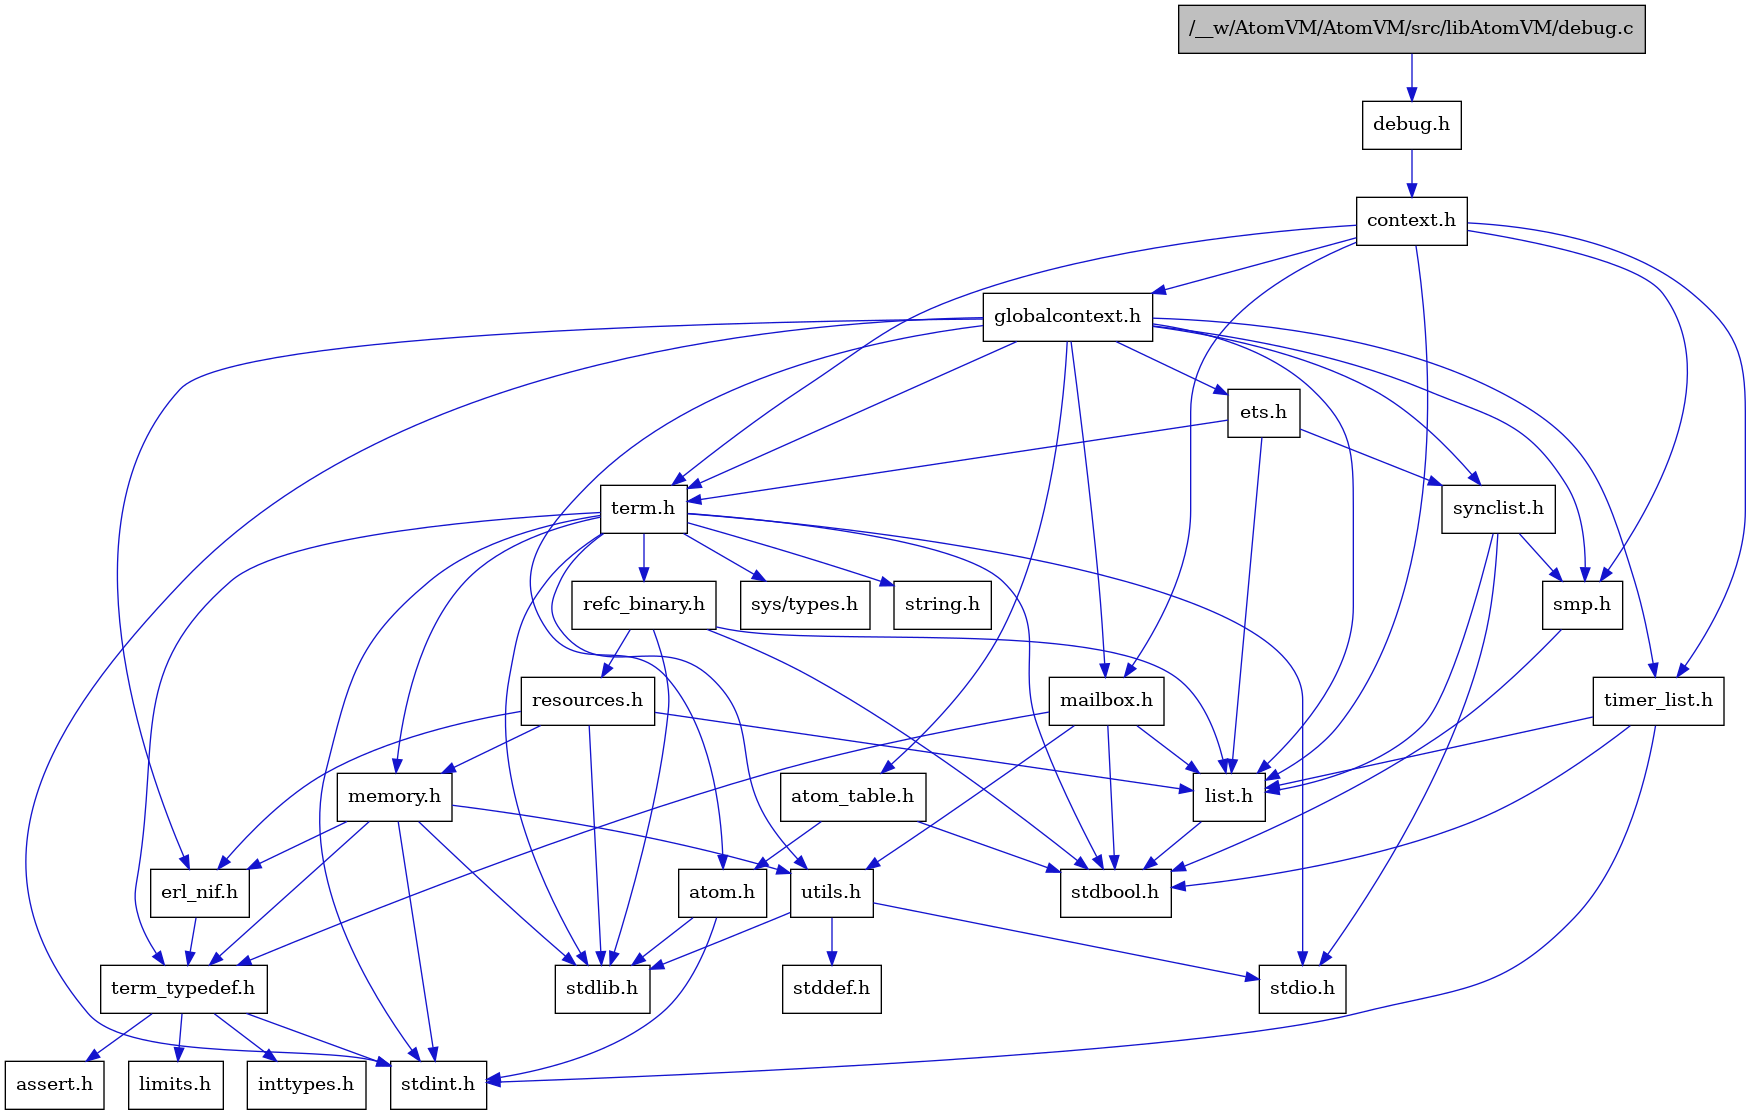 /__w/AtomVM/AtomVM/src/libAtomVM/debug.c
debug.h
context.h
globalcontext.h
ets.h
term.h
synclist.h
refc_binary.h
sys/types.h
string.h
smp.h
resources.h
mailbox.h
timer_list.h
memory.h
atom_table.h
list.h
erl_nif.h
atom.h
utils.h
stdbool.h
term_typedef.h
stdlib.h
stddef.h
stdio.h
assert.h
limits.h
inttypes.h
stdint.h